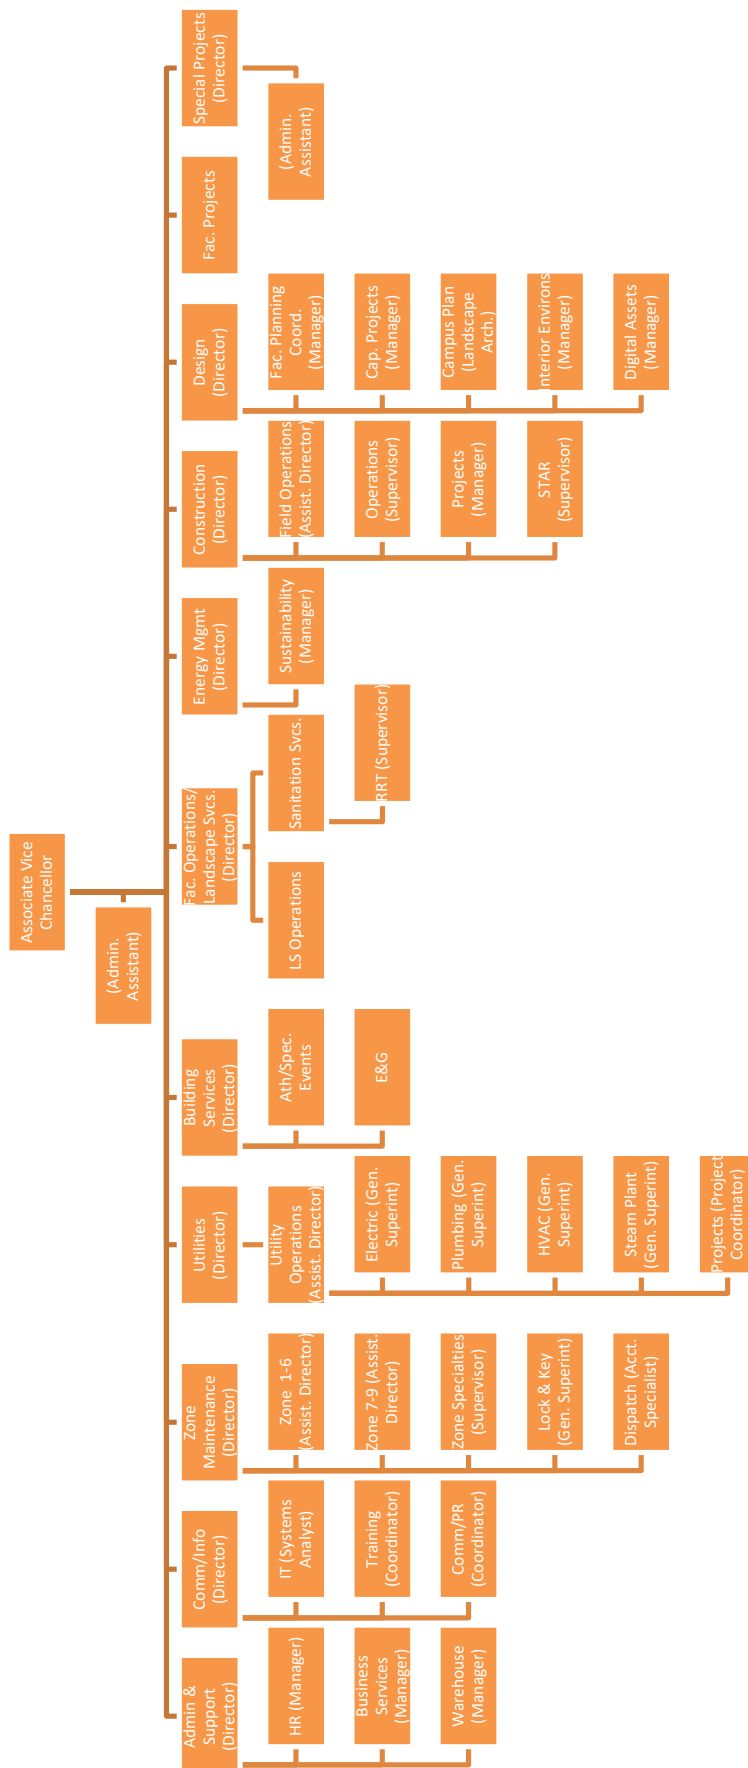 Associate Vice
Chancellor
(Admin.
Assistant)
Admin &
Support
(Director)
HR (Manager)
Business
Services
(Manager)
Warehouse
(Manager)
Comm/Info
(Director)
IT (Systems
Analyst)
Training
(Coordinator)
Comm/PR
(Coordinator)
Zone
Maintenance
(Director)
Zone 1-6
(Assist. Director)
Zone 7-9 (Assist.
Director)
Zone Specialties
(Supervisor)
Lock & Key
(Gen. Superint)
Dispatch (Acct.
Specialist)
Utilities
(Director)
Utility
Operations
(Assist. Director)
Electric (Gen.
Superint)
Plumbing (Gen.
Superint)
HVAC (Gen.
Superint)
Steam Plant
(Gen. Superint)
Projects (Project
Coordinator)
Building
Services
(Director)
Ath/Spec.
Events
E&G
Fac. Operations/
Landscape Svcs.
(Director)
LS Operations
Sanitation Svcs.
RRT (Supervisor)
Energy Mgmt
(Director)
Sustainability
(Manager)
Construction
(Director)
Field Operations
(Assist. Director)
Operations
(Supervisor)
Projects
(Manager)
STAR
(Supervisor)
Design
(Director)
Fac. Planning
Coord.
(Manager)
Cap. Projects
(Manager)
Campus Plan
(Landscape
Arch.)
Interior Environs
(Manager)
Digital Assets
(Manager)
Fac. Projects
Special Projects
(Director)
(Admin.
Assistant)